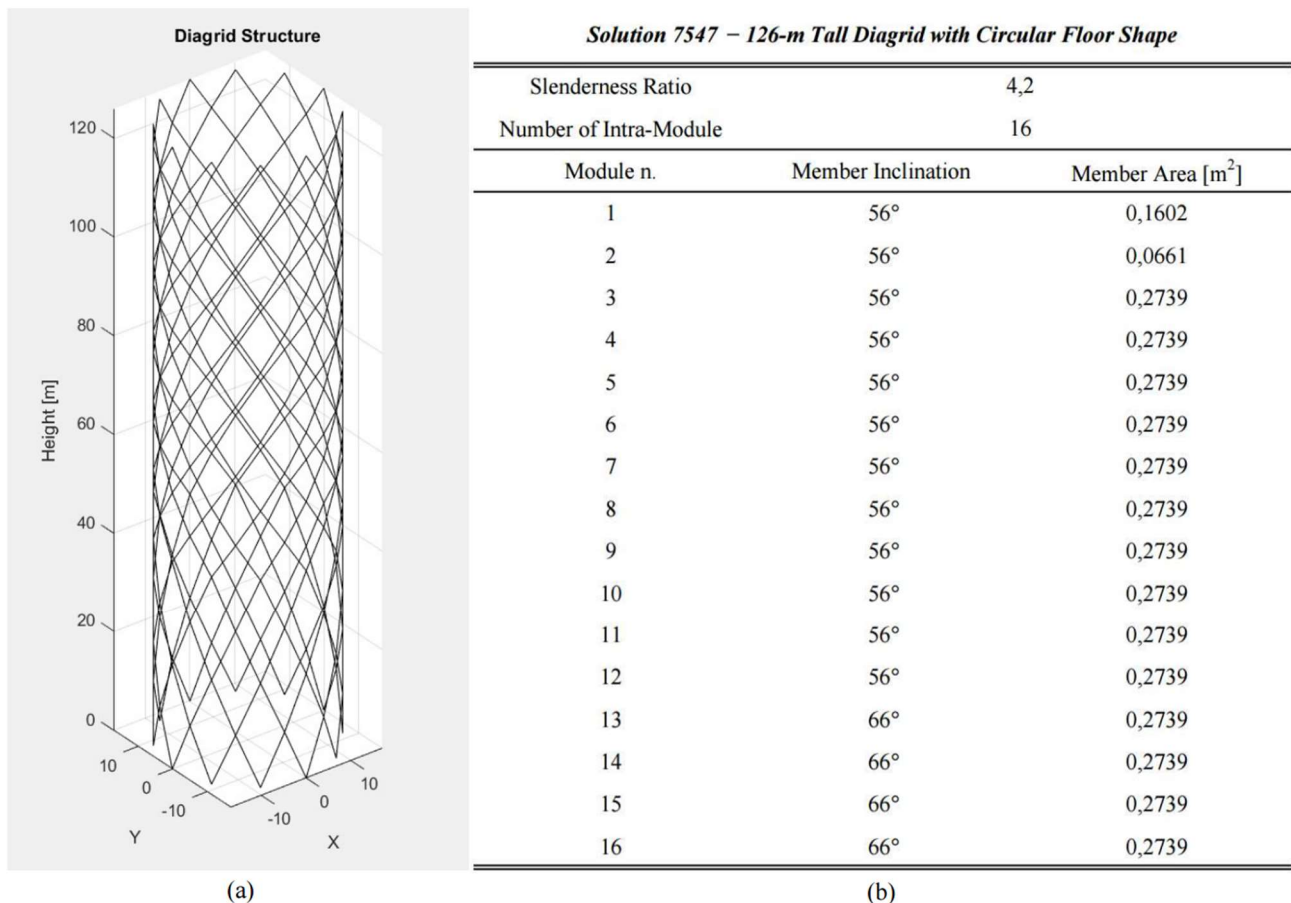 Diagrid Structure
120
100
80
60
40
20
0
Height [m]
10
0
-10
Y
-10
0
10
X
(a)
Solution 7547 – 126-m Tall Diagrid with Circular Floor Shape
Slenderness Ratio 4,2
Number of Intra-Module 16
Module n. Member Inclination Member Area [m²]
1 56° 0,1602
2 56° 0,0661
3 56° 0,2739
4 56° 0,2739
5 56° 0,2739
6 56° 0,2739
7 56° 0,2739
8 56° 0,2739
9 56° 0,2739
10 56° 0,2739
11 56° 0,2739
12 56° 0,2739
13 66° 0,2739
14 66° 0,2739
15 66° 0,2739
16 66° 0,2739
(b)